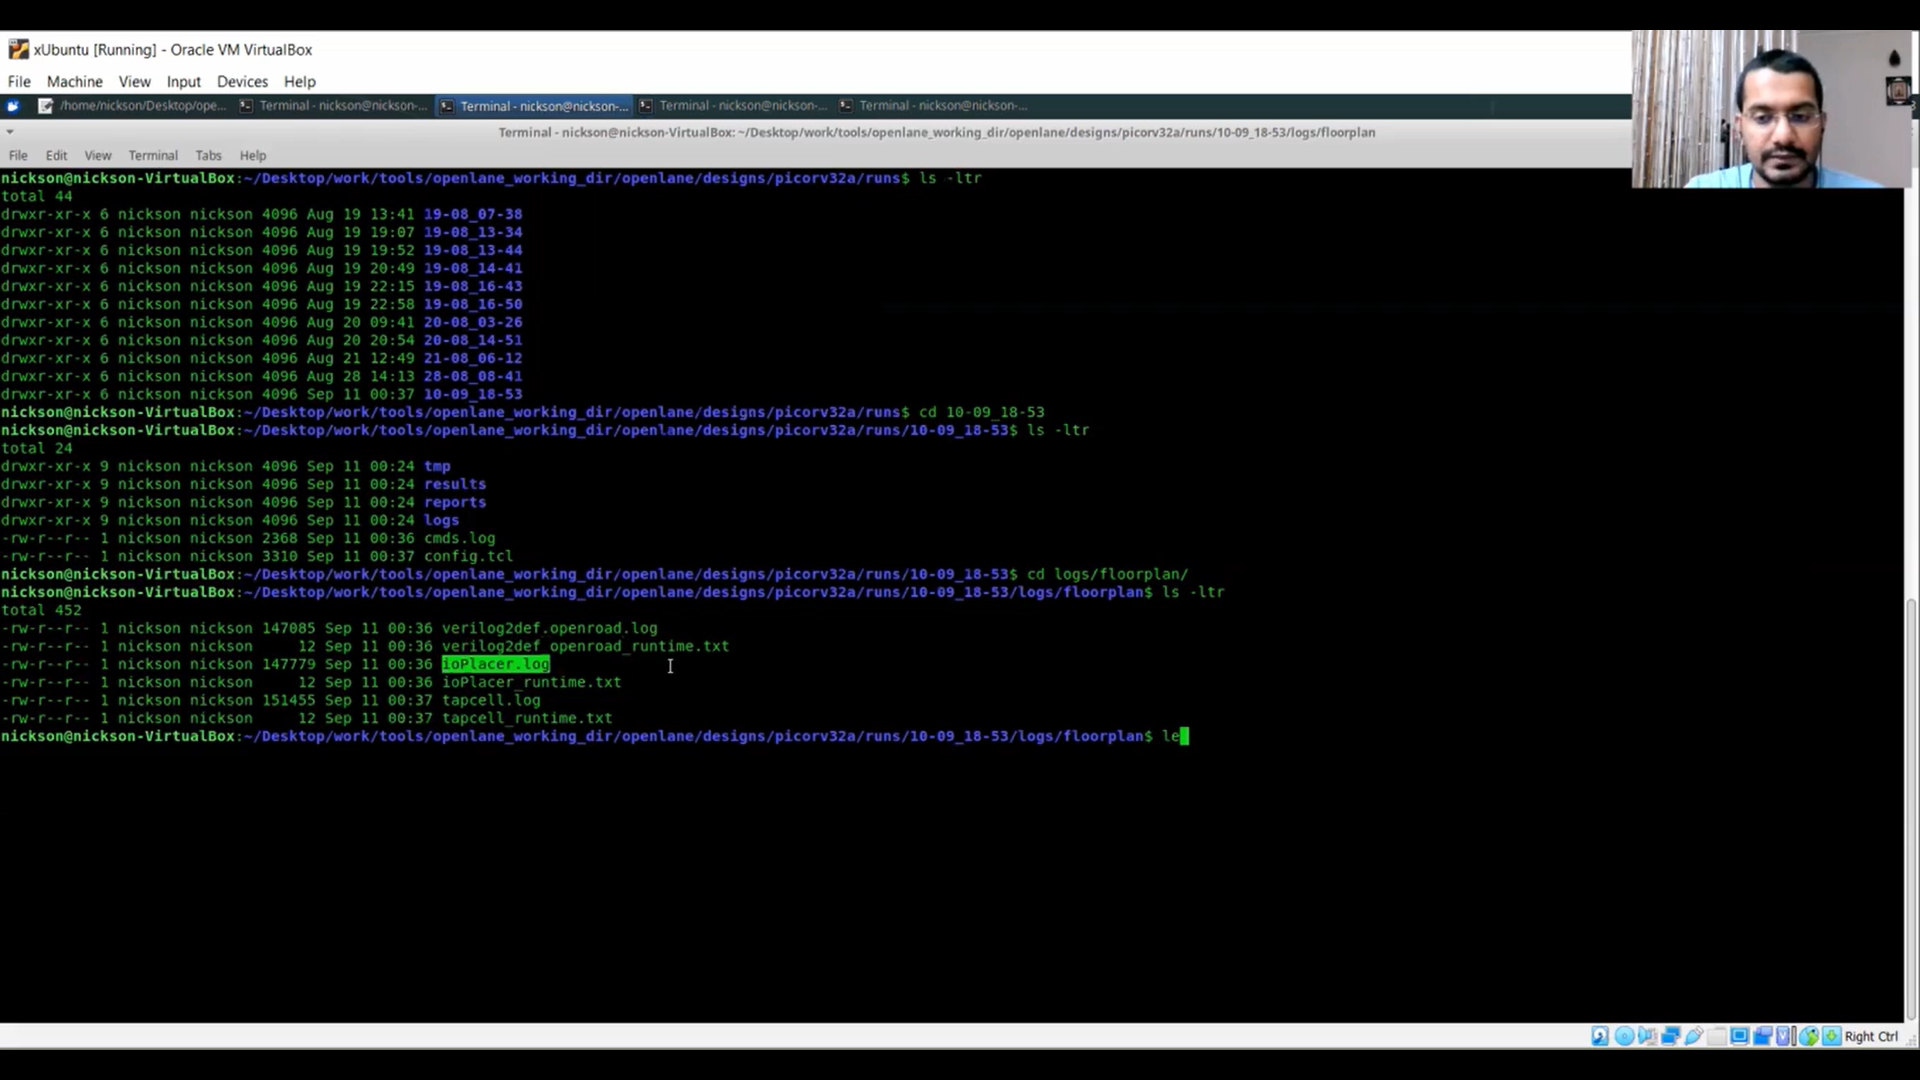 xUbuntu [Running] - Oracle VM VirtualBox
File Machine View Input Devices Help
/home/nickson/Desktop/ope... Terminal - nickson@nickson-... Terminal - nickson@nickson-... Terminal - nickson@nickson-... Terminal - nickson@nickson-...
Terminal - nickson@nickson-VirtualBox: ~/Desktop/work/tools/openlane_working_dir/openlane/designs/picorv32a/runs/10-09_18-53/logs/floorplan
File Edit View Terminal Tabs Help
nickson@nickson-VirtualBox:~/Desktop/work/tools/openlane_working_dir/openlane/designs/picorv32a/runs$ ls -ltr
total 44
drwxr-xr-x 6 nickson nickson 4096 Aug 19 13:41 19-08_07-38
drwxr-xr-x 6 nickson nickson 4096 Aug 19 19:07 19-08_13-34
drwxr-xr-x 6 nickson nickson 4096 Aug 19 19:52 19-08_13-44
drwxr-xr-x 6 nickson nickson 4096 Aug 19 20:49 19-08_14-41
drwxr-xr-x 6 nickson nickson 4096 Aug 19 22:15 19-08_16-43
drwxr-xr-x 6 nickson nickson 4096 Aug 19 22:58 19-08_16-50
drwxr-xr-x 6 nickson nickson 4096 Aug 20 09:41 20-08_03-26
drwxr-xr-x 6 nickson nickson 4096 Aug 20 20:54 20-08_14-51
drwxr-xr-x 6 nickson nickson 4096 Aug 21 12:49 21-08_06-12
drwxr-xr-x 6 nickson nickson 4096 Aug 28 14:13 28-08_08-41
drwxr-xr-x 6 nickson nickson 4096 Sep 11 00:37 10-09_18-53
nickson@nickson-VirtualBox:~/Desktop/work/tools/openlane_working_dir/openlane/designs/picorv32a/runs$ cd 10-09_18-53
nickson@nickson-VirtualBox:~/Desktop/work/tools/openlane_working_dir/openlane/designs/picorv32a/runs/10-09_18-53$ ls -ltr
total 24
drwxr-xr-x 9 nickson nickson 4096 Sep 11 00:24 tmp
drwxr-xr-x 9 nickson nickson 4096 Sep 11 00:24 results
drwxr-xr-x 9 nickson nickson 4096 Sep 11 00:24 reports
drwxr-xr-x 9 nickson nickson 4096 Sep 11 00:24 logs
-rw-r--r-- 1 nickson nickson 2368 Sep 11 00:36 cmds.log
-rw-r--r-- 1 nickson nickson 3310 Sep 11 00:37 config.tcl
nickson@nickson-VirtualBox:~/Desktop/work/tools/openlane_working_dir/openlane/designs/picorv32a/runs/10-09_18-53$ cd logs/floorplan/
nickson@nickson-VirtualBox:~/Desktop/work/tools/openlane_working_dir/openlane/designs/picorv32a/runs/10-09_18-53/logs/floorplan$ ls -ltr
total 452
-rw-r--r-- 1 nickson nickson 147085 Sep 11 00:36 verilog2def.openroad.log
-rw-r--r-- 1 nickson nickson 12 Sep 11 00:36 verilog2def_openroad_runtime.txt
-rw-r--r-- 1 nickson nickson 147779 Sep 11 00:36 ioPlacer.log
-rw-r--r-- 1 nickson nickson 12 Sep 11 00:36 ioPlacer_runtime.txt
-rw-r--r-- 1 nickson nickson 151455 Sep 11 00:37 tapcell.log
-rw-r--r-- 1 nickson nickson 12 Sep 11 00:37 tapcell_runtime.txt
nickson@nickson-VirtualBox:~/Desktop/work/tools/openlane_working_dir/openlane/designs/picorv32a/runs/10-09_18-53/logs/floorplan$ le
Right Ctrl